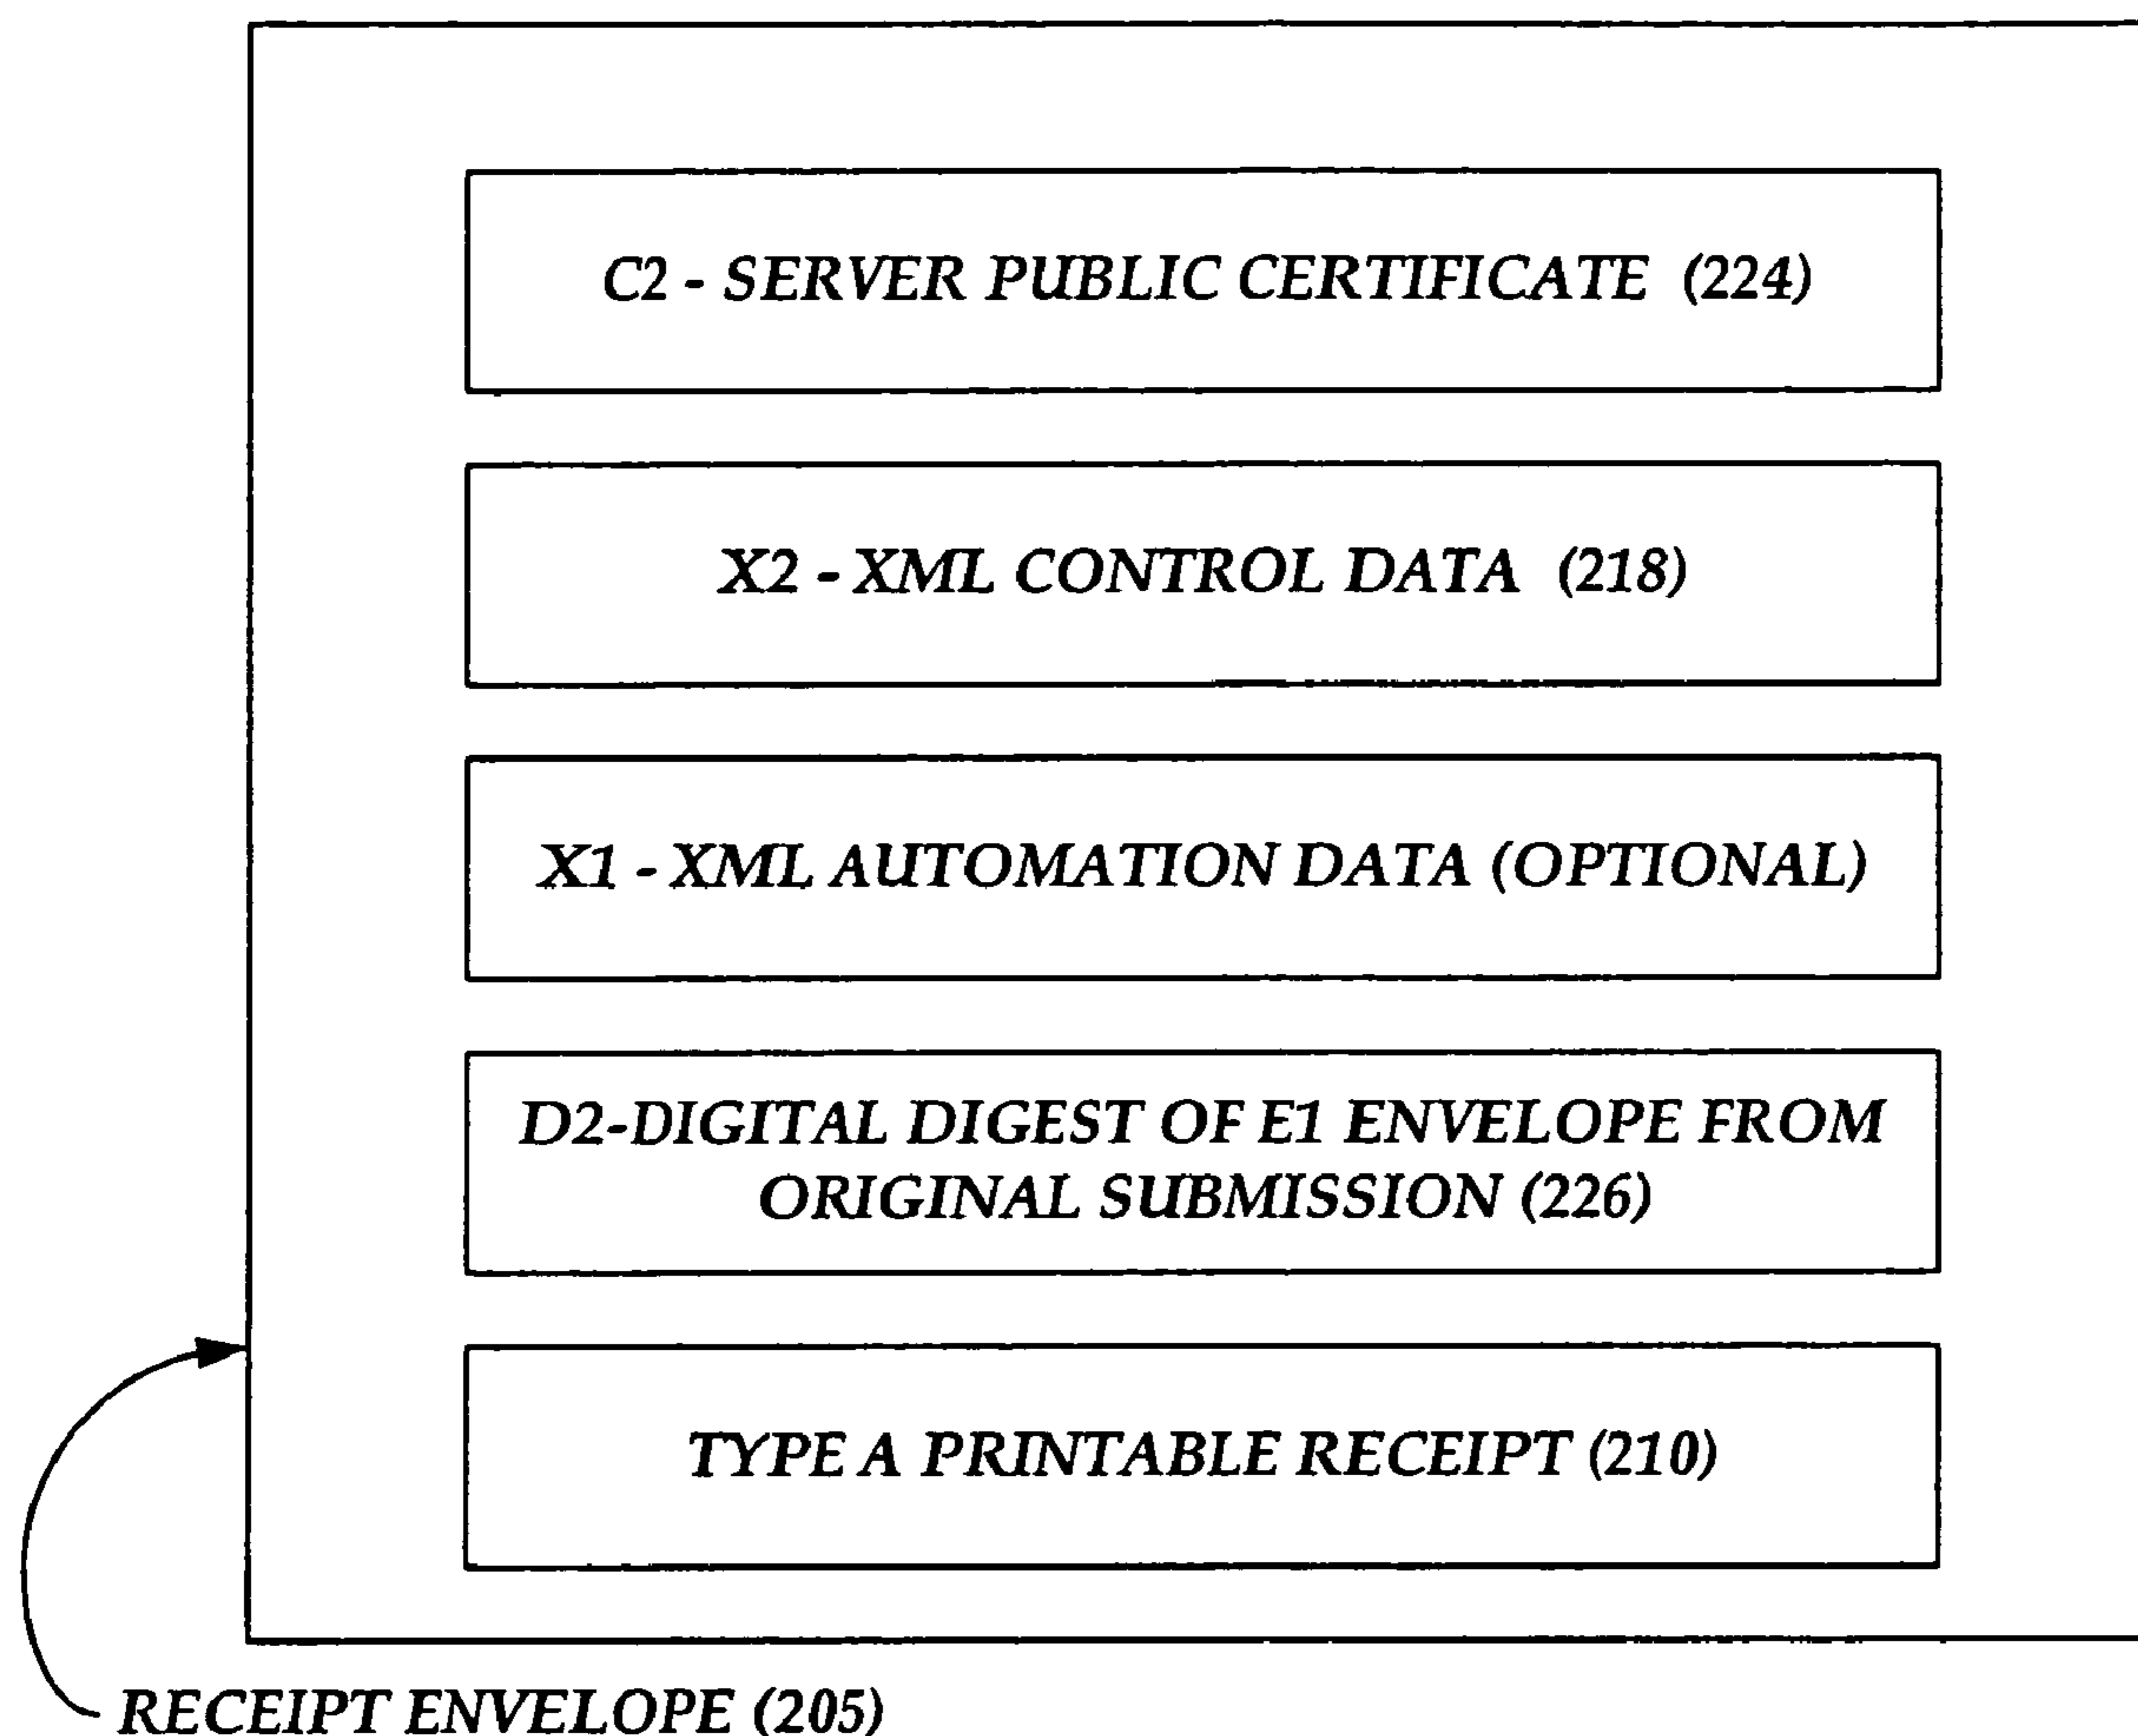 C2 - SERVER PUBLIC CERTIFICATE (224)
X2 - XML CONTROL DATA (218)
X1 - XML AUTOMATION DATA (OPTIONAL)
D2-DIGITAL DIGEST OF E1 ENVELOPE FROM
ORIGINAL SUBMISSION (226)
TYPE A PRINTABLE RECEIPT (210)
RECEIPT ENVELOPE (205)